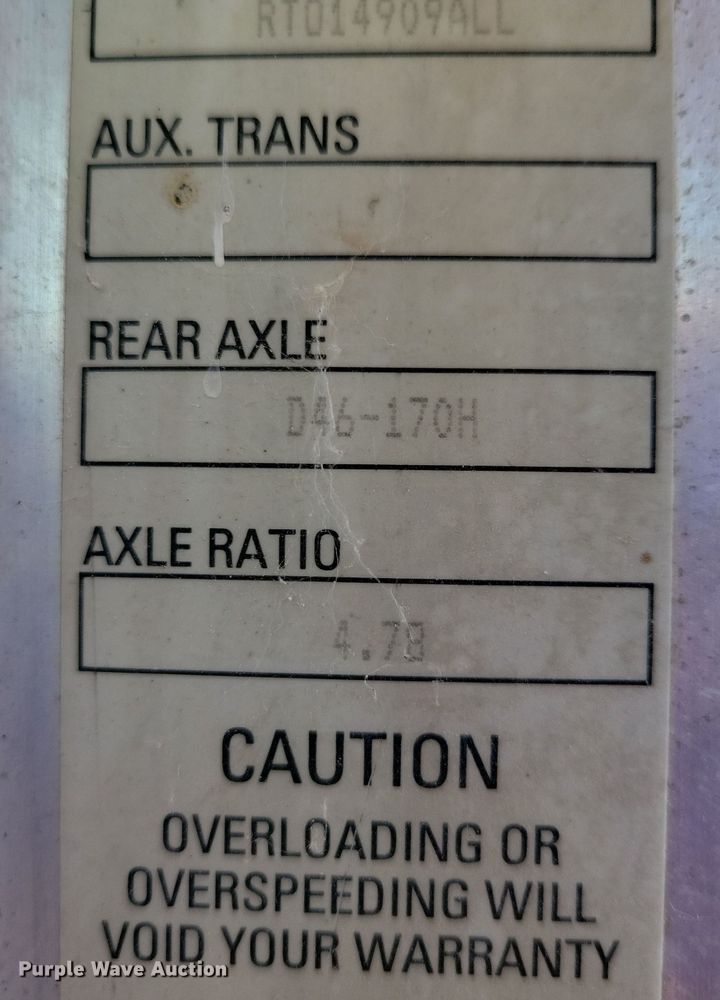 RTO14909ALL
AUX. TRANS
REAR AXLE
D46-170H
AXLE RATIO
4.78
CAUTION
OVERLOADING OR
OVERSPEEDING WILL
VOID YOUR WARRANTY
Purple Wave Auction